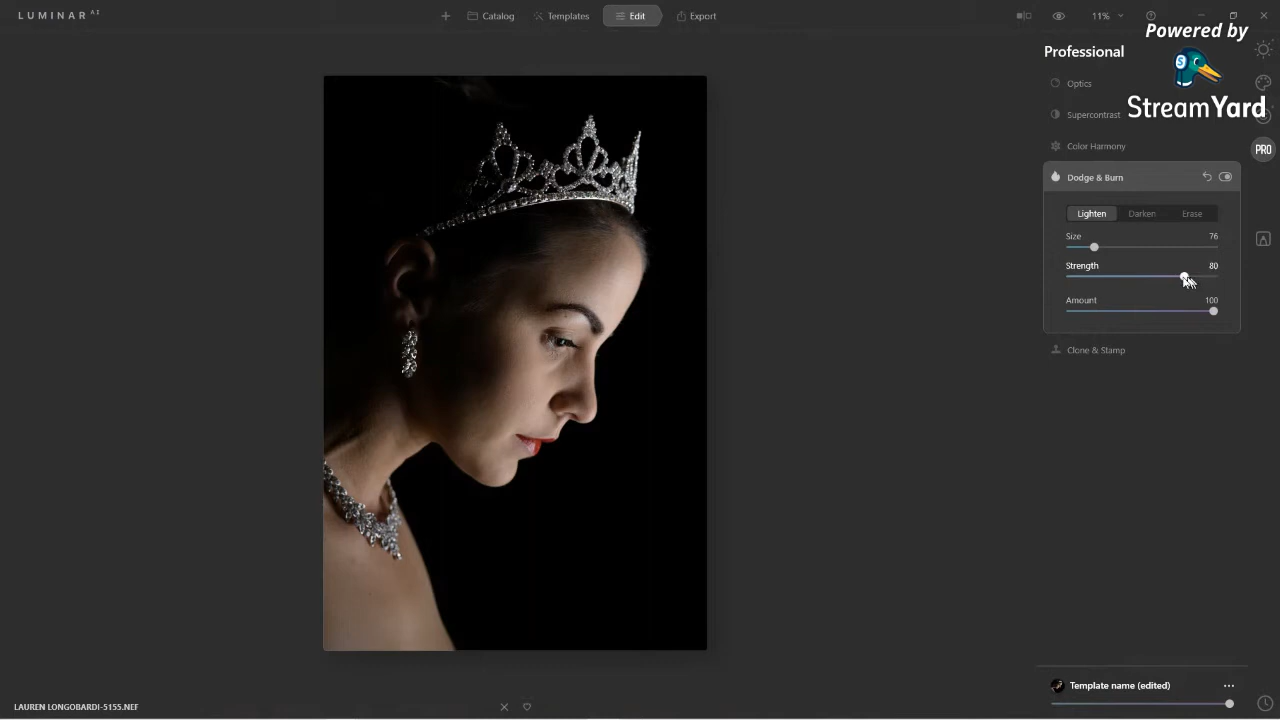 LUMINAR AI
Catalog
Templates
Edit
Export
11%
Powered by
StreamYard
Professional
Optics
Supercontrast
Color Harmony
PRO
Dodge & Burn
Lighten
Darken
Erase
Size
76
Strength
80
Amount
100
Clone & Stamp
Template name (edited)
LAUREN LONGOBARDI-5155.NEF